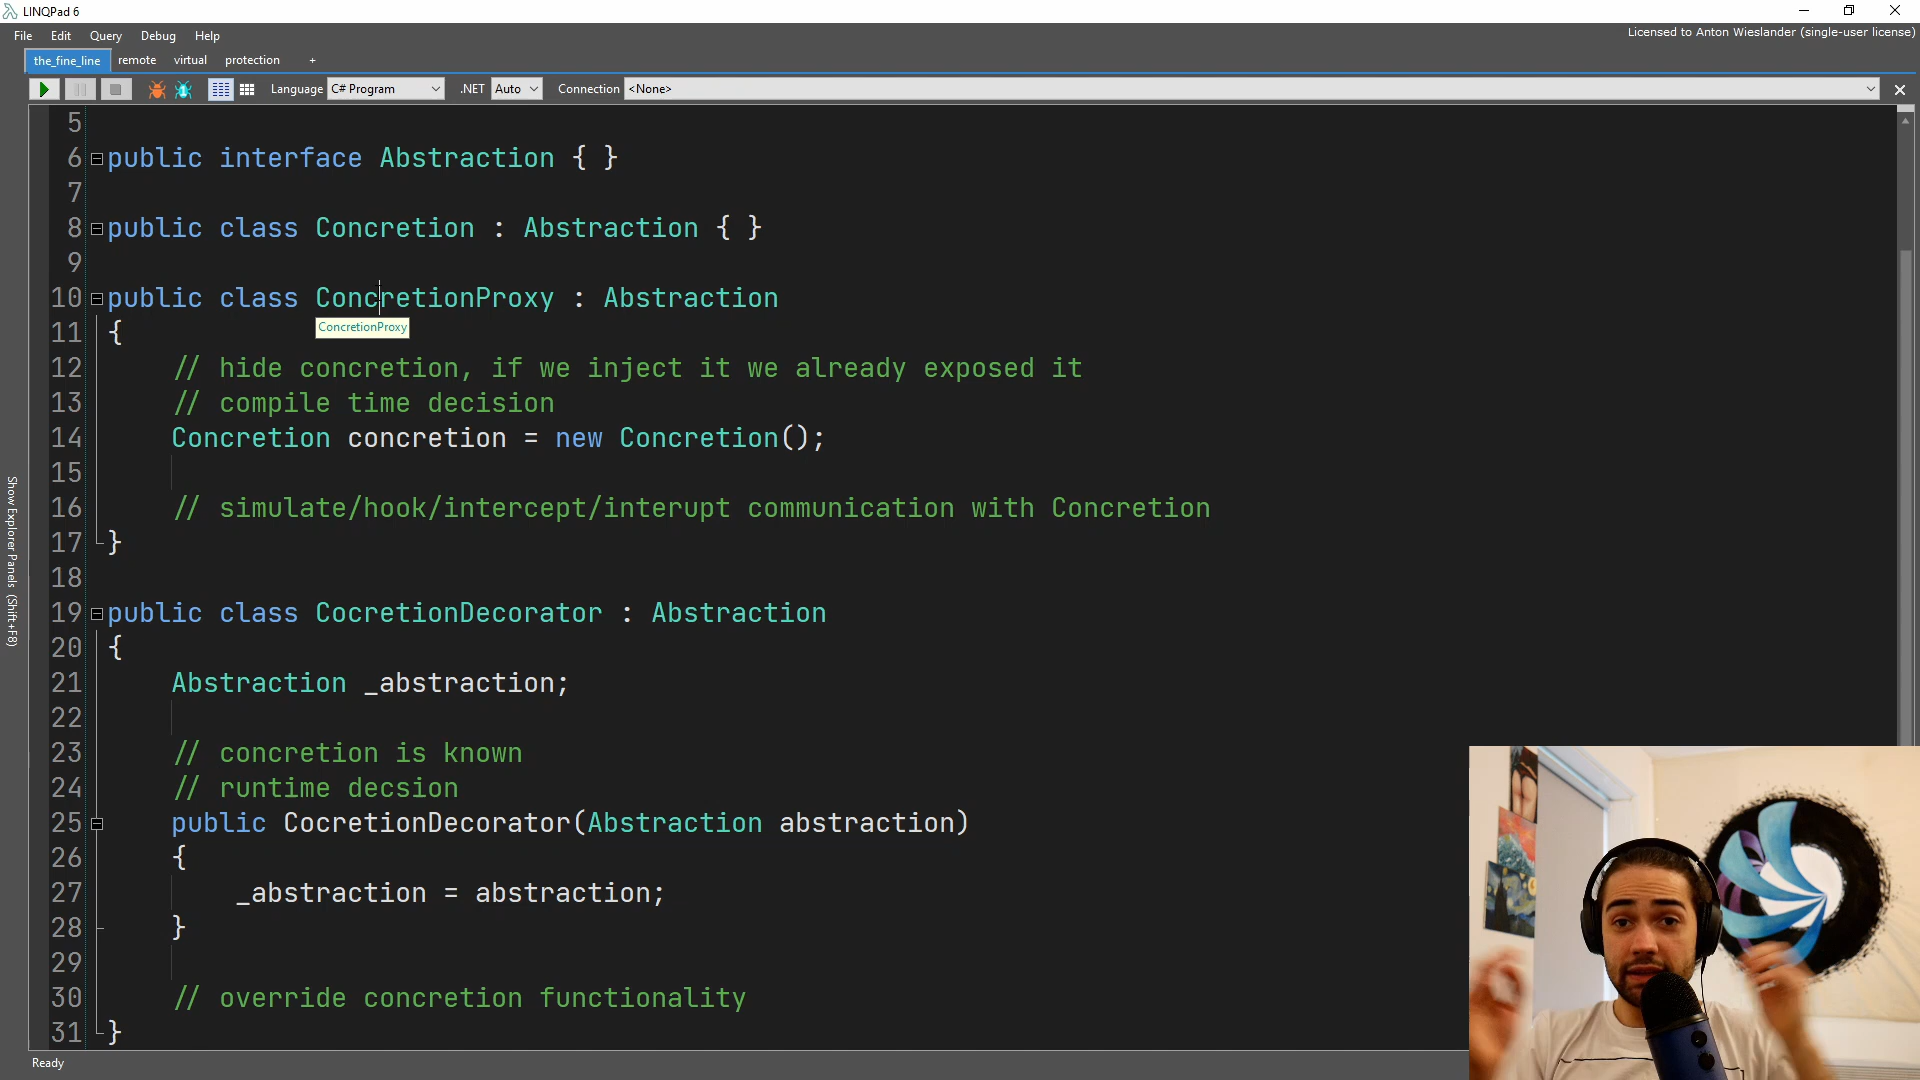 LINQPad 6
File Edit Query Debug Help
Licensed to Anton Wieslander (single-user license)
the_fine_line remote virtual protection +
Language C# Program .NET Auto Connection <None>
5
6 public interface Abstraction { }
7
8 public class Concretion : Abstraction { }
9
10 public class ConcretionProxy : Abstraction
ConcretionProxy
11 {
12 // hide concretion, if we inject it we already exposed it
13 // compile time decision
14 Concretion concretion = new Concretion();
15
16 // simulate/hook/intercept/interupt communication with Concretion
17 }
18
19 public class CocretionDecorator : Abstraction
20 {
21 Abstraction _abstraction;
22
23 // concretion is known
24 // runtime decsion
25 public CocretionDecorator(Abstraction abstraction)
26 {
27 _abstraction = abstraction;
28 }
29
30 // override concretion functionality
31 }
Show Explorer Panels (Shift+F8)
Ready